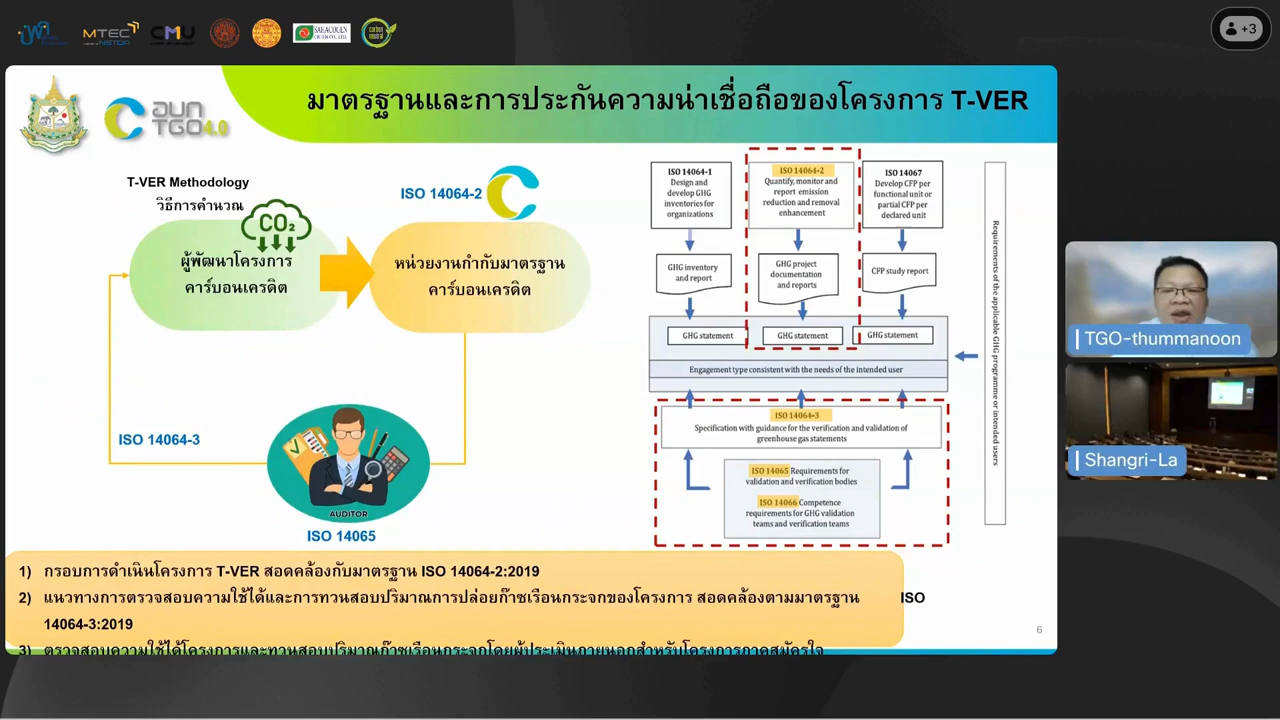 MTEC
a member of NSTDA
CMU
SAHACOGEN
carbon neutral
+3
อบก
TGO 4.0
มาตรฐานและการประกันความน่าเชื่อถือของโครงการ T-VER
T-VER Methodology
วิธีการคำนวณ
CO₂
ผู้พัฒนาโครงการ
คาร์บอนเครดิต
ISO 14064-2
หน่วยงานกำกับมาตรฐาน
คาร์บอนเครดิต
ISO 14064-3
AUDITOR
ISO 14065
ISO 14064-1
Design and
develop GHG
inventories for
organizations
ISO 14064-2
Quantify, monitor and
report emission
reduction and removal
enhancement
ISO 14067
Develop CFP per
functional unit or
partial CFP per
declared unit
GHG inventory
and report
GHG project
documentation
and reports
CFP study report
GHG statement
GHG statement
GHG statement
Engagement type consistent with the needs of the intended user
Requirements of the applicable GHG programme or intended users
ISO 14064-3
Specification with guidance for the verification and validation of
greenhouse gas statements
ISO 14065 Requirements for
validation and verification bodies
ISO 14066 Competence
requirements for GHG validation
teams and verification teams
1) กรอบการดำเนินโครงการ T-VER สอดคล้องกับมาตรฐาน ISO 14064-2:2019
2) แนวทางการตรวจสอบความใช้ได้และการทวนสอบปริมาณการปล่อยก๊าซเรือนกระจกของโครงการ สอดคล้องตามมาตรฐาน ISO
14064-3:2019
3) ตรวจสอบความใช้ได้โครงการและทวนสอบปริมาณก๊าซเรือนกระจกโดยผู้ประเมินภายนอกสำหรับโครงการภาคสมัครใจ
6
TGO-thummanoon
Shangri-La